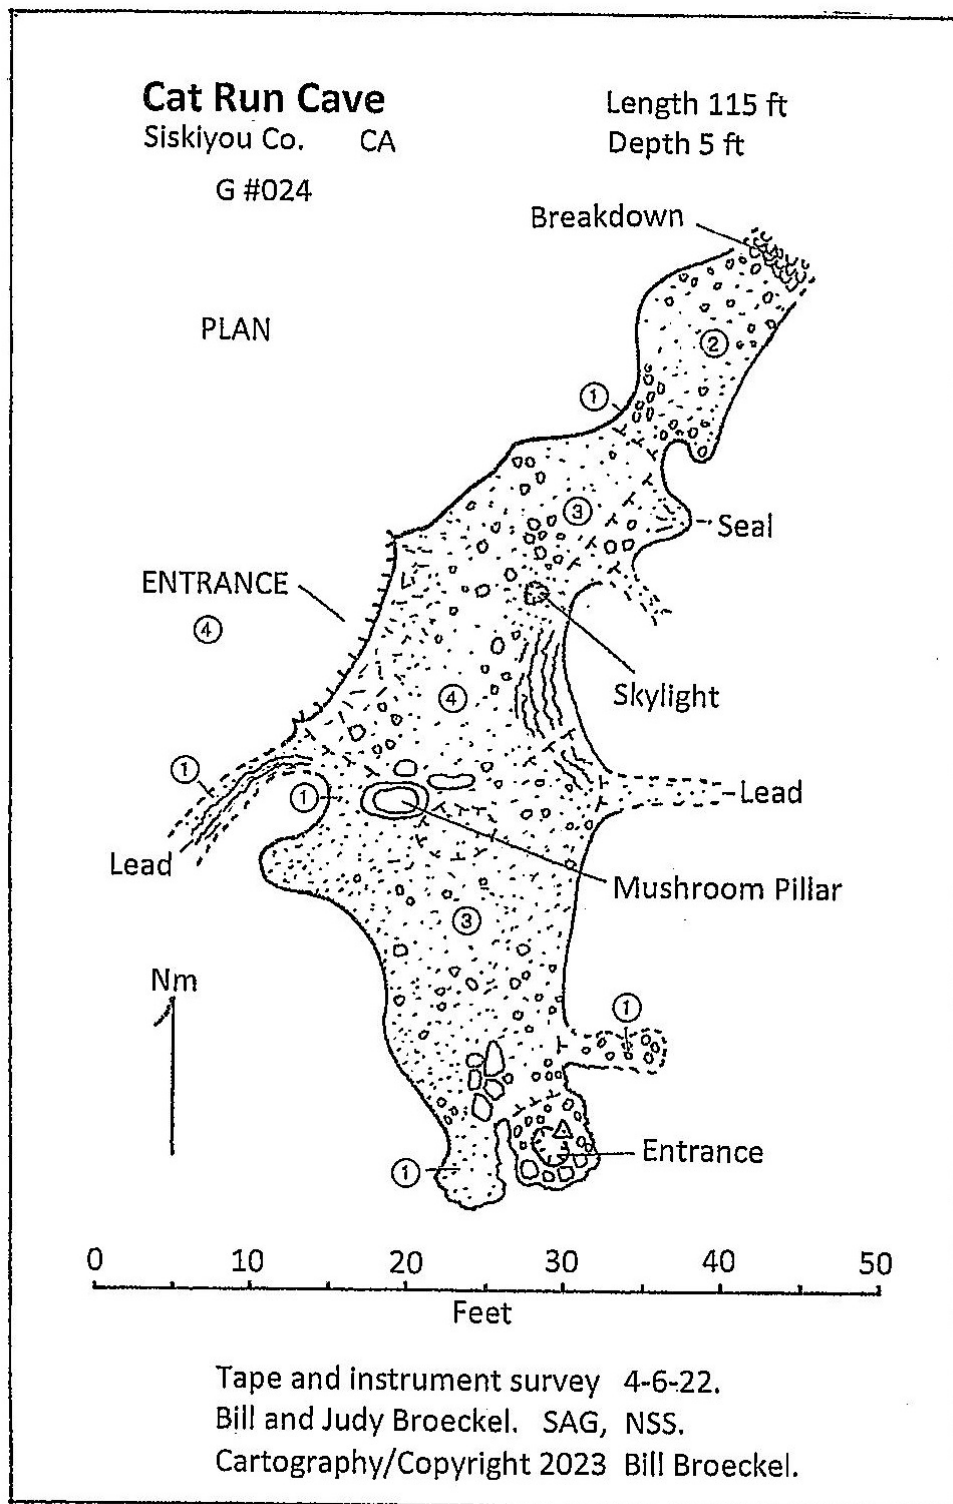 Cat Run Cave
Siskiyou Co. CA
G #024
Length 115 ft
Depth 5 ft
Breakdown
PLAN
2
1
3
Seal
ENTRANCE
4
Skylight
4
1
1
Lead
Lead
Mushroom Pillar
3
Nm
1
Entrance
1
0 10 20 30 40 50
Feet
Tape and instrument survey 4-6-22.
Bill and Judy Broeckel. SAG, NSS.
Cartography/Copyright 2023 Bill Broeckel.